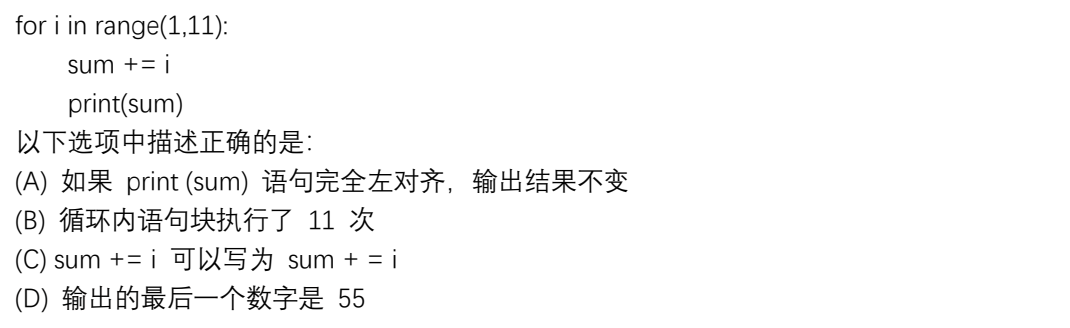 for i in range(1,11):
sum += i
print(sum)
以下选项中描述正确的是:
(A) 如果 print (sum) 语句完全左对齐，输出结果不变
(B) 循环内语句块执行了 11 次
(C) sum += i 可以写为 sum + = i
(D) 输出的最后一个数字是 55